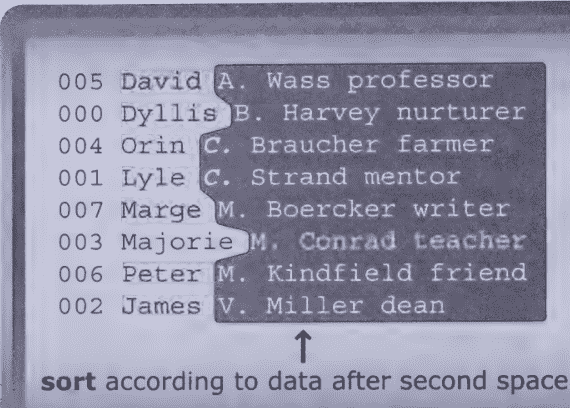 005 David A. Wass professor
000 Dyllis B. Harvey nurturer
004 Orin C. Braucher farmer
001 Lyle C. Strand mentor
007 Marge M. Boercker writer
003 Majorie M. Conrad teacher
006 Peter M. Kindfield friend
002 James V. Miller dean
↑
sort according to data after second space